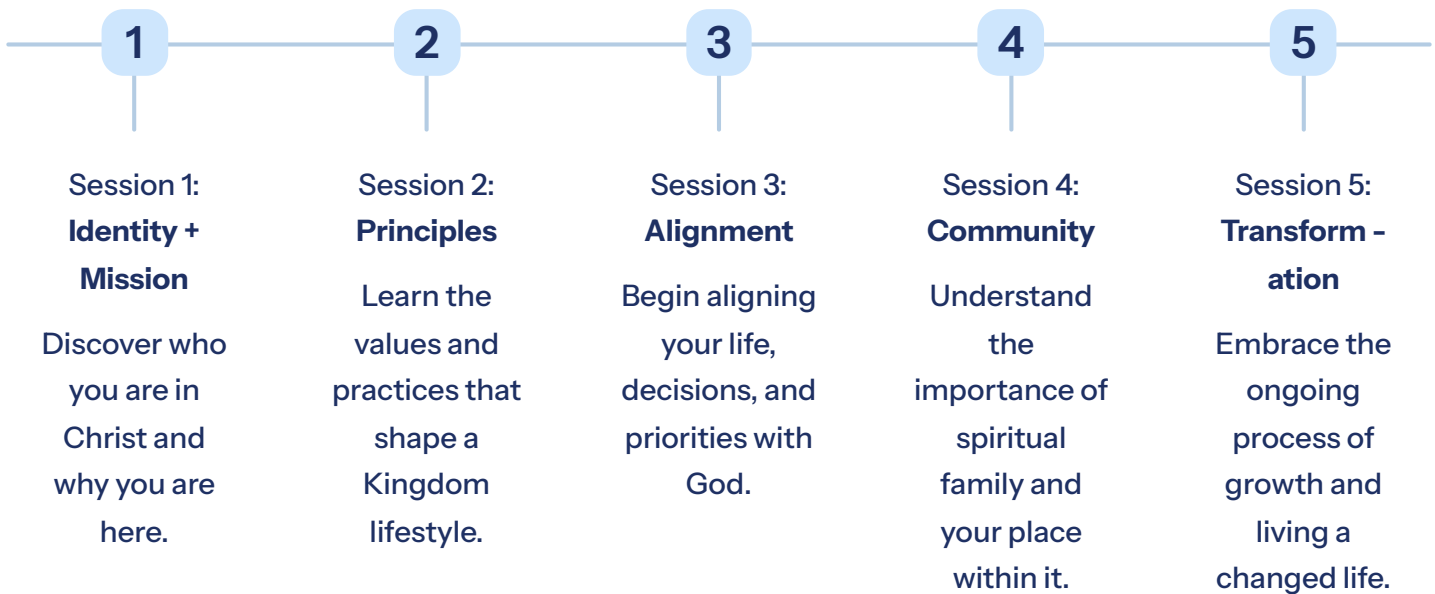 1
2
3
4
5
Session 1:
Identity +
Mission
Discover who
you are in
Christ and
why you are
here.
Session 2:
Principles
Learn the
values and
practices that
shape a
Kingdom
lifestyle.
Session 3:
Alignment
Begin aligning
your life,
decisions, and
priorities with
God.
Session 4:
Community
Understand
the
importance of
spiritual
family and
your place
within it.
Session 5:
Transform -
ation
Embrace the
ongoing
process of
growth and
living a
changed life.